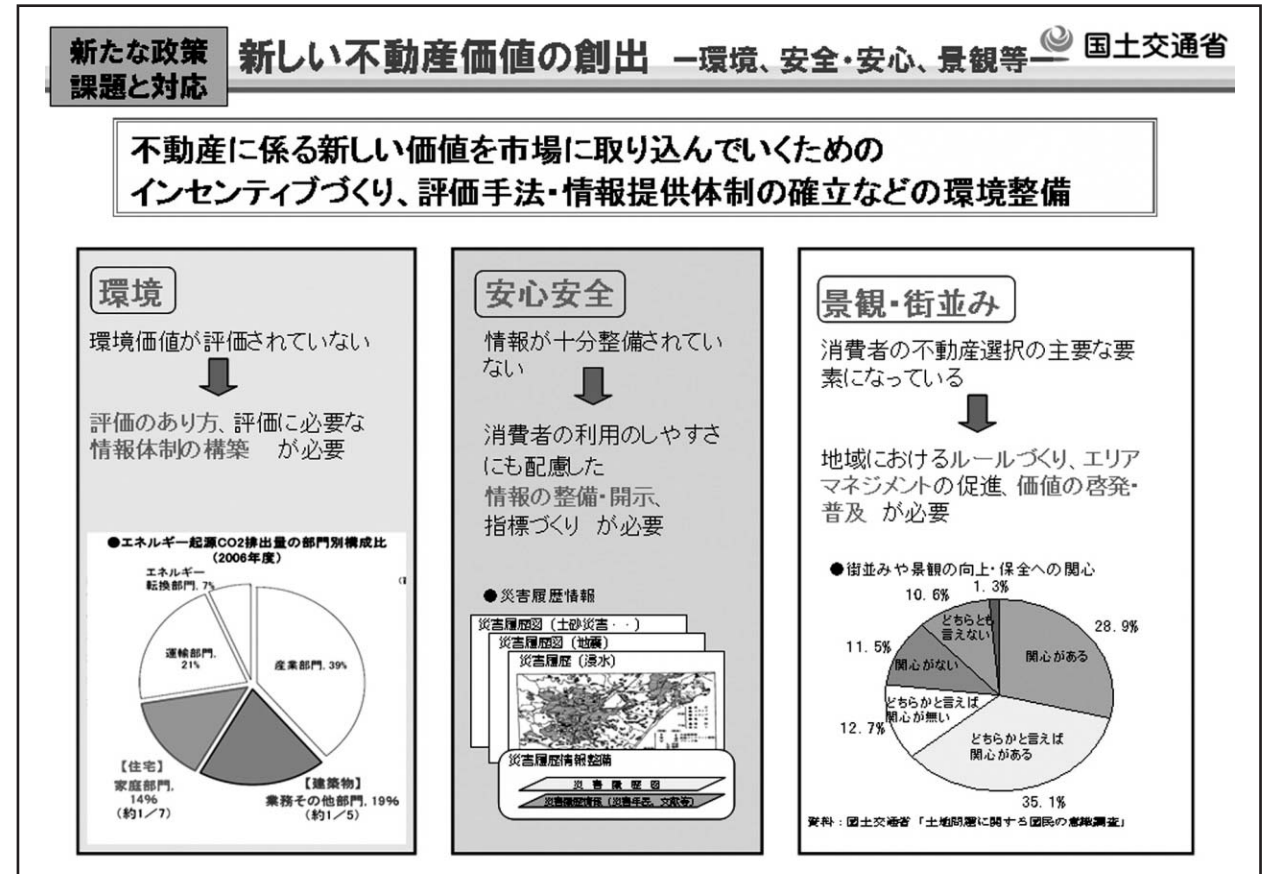 新たな政策
課題と対応
新しい不動産価値の創出 －環境、安全・安心、景観等－
国土交通省
不動産に係る新しい価値を市場に取り込んでいくための
インセンティブづくり、評価手法・情報提供体制の確立などの環境整備
環境
環境価値が評価されていない
評価のあり方、評価に必要な
情報体制の構築 が必要
●エネルギー起源CO2排出量の部門別構成比
(2006年度)
エネルギー
転換部門, 7%
運輸部門,
21%
産業部門, 39%
【住宅】
家庭部門,
14%
(約1/7)
【建築物】
業務その他部門, 19%
(約1/5)
安心安全
情報が十分整備されてい
ない
消費者の利用のしやすさ
にも配慮した
情報の整備・開示、
指標づくり が必要
●災害履歴情報
災害履歴図（土砂災害・・）
災害履歴図（地震）
災害履歴（浸水）
災害履歴情報整備
災害履歴図
災害履歴情報（災害年表、文献等）
景観・街並み
消費者の不動産選択の主要な要
素になっている
地域におけるルールづくり、エリア
マネジメントの促進、価値の啓発・
普及 が必要
●街並みや景観の向上・保全への関心
10.6%
1.3%
28.9%
どちらとも
言えない
関心がある
11.5%
関心がない
どちらかと言えば
関心が無い
12.7%
どちらかと言えば
関心がある
35.1%
資料：国土交通省「土地問題に関する国民の意識調査」